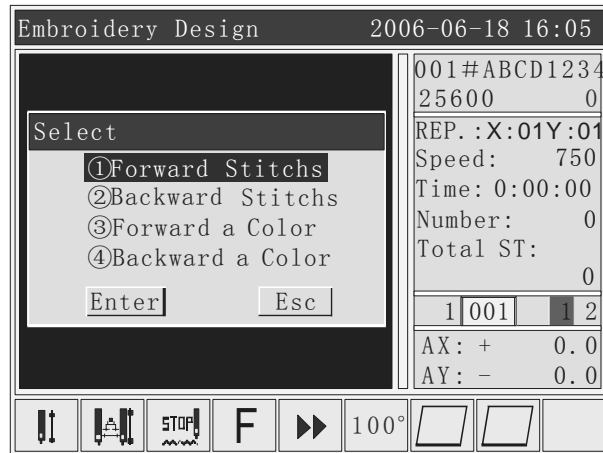 Embroidery Design 2006-06-18 16:05
001#ABCD1234
25600 0
Select
①Forward Stitchs
②Backward Stitchs
③Forward a Color
④Backward a Color
Enter Esc
REP.:X:01Y:01
Speed: 750
Time: 0:00:00
Number: 0
Total ST:
0
1 001 1 2
AX: + 0.0
AY: - 0.0
STOP F 100°